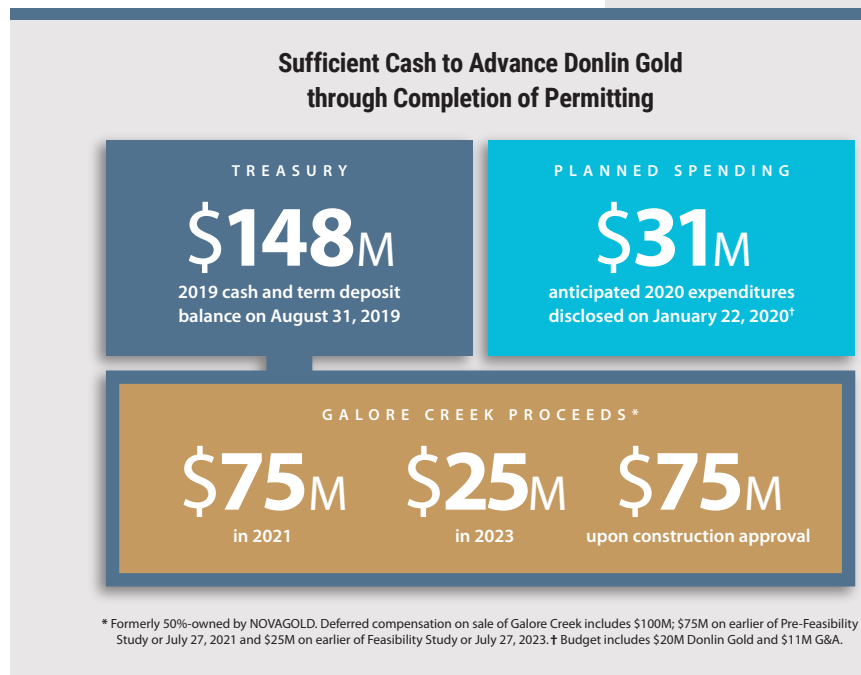 Sufficient Cash to Advance Donlin Gold
through Completion of Permitting
TREASURY
$148M
2019 cash and term deposit
balance on August 31, 2019
PLANNED SPENDING
$31M
anticipated 2020 expenditures
disclosed on January 22, 2020†
GALORE CREEK PROCEEDS*
$75M
in 2021
$25M
in 2023
$75M
upon construction approval
* Formerly 50%-owned by NOVAGOLD. Deferred compensation on sale of Galore Creek includes $100M; $75M on earlier of Pre-Feasibility
Study or July 27, 2021 and $25M on earlier of Feasibility Study or July 27, 2023. † Budget includes $20M Donlin Gold and $11M G&A.